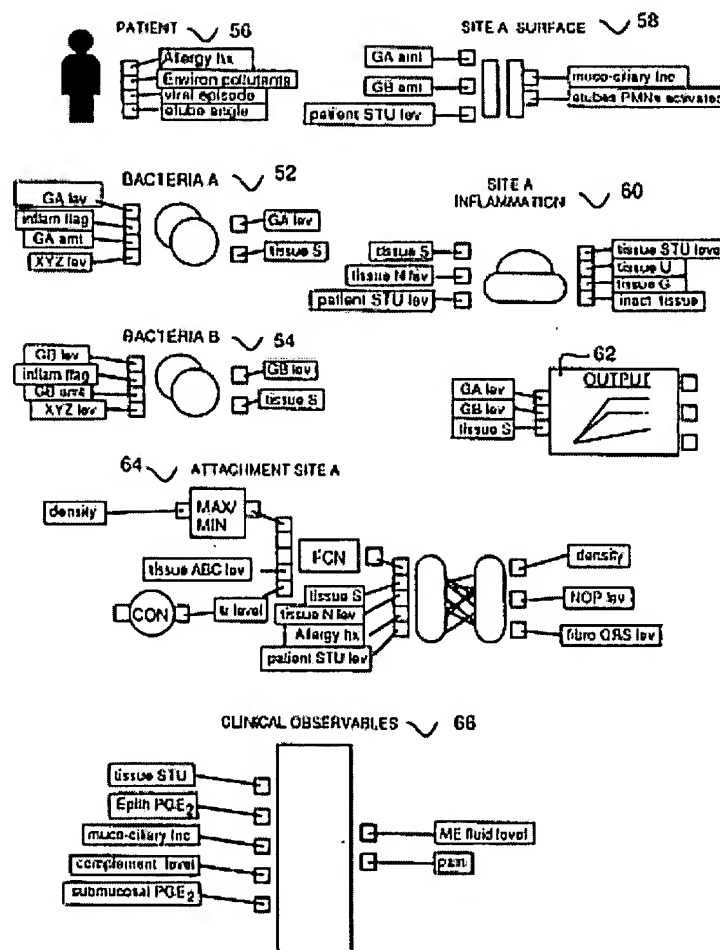 PATIENT 56
Allergy hx
Environ pollutants
viral episode
etube angle
SITE A SURFACE 58
GA amt
GB amt
patient STU lev
muco-ciliary Inc
etubes PMNs activated
BACTERIA A 52
GA lev
inflam flag
GA amt
XYZ lev
GA lev
tissue S
SITE A
INFLAMMATION 60
tissue S
tissue N lev
patient STU lev
tissue STU level
tissue U
tissue G
inact. tissue
BACTERIA B 54
GB lev
inflam flag
GB amt
XYZ lev
GB lev
tissue S
62
OUTPUT
GA lev
GB lev
tissue S
64 ATTACHMENT SITE A
density
MAX/
MIN
tissue ABC lev
CON
tr level
FCN
tissue S
tissue N lev
Allergy hx
patient STU lev
density
NOP lev
fibro QRS lev
CLINICAL OBSERVABLES 66
tissue STU
Epith PGE2
muco-ciliary Inc
complement level
submucosal PGE2
ME fluid level
pain